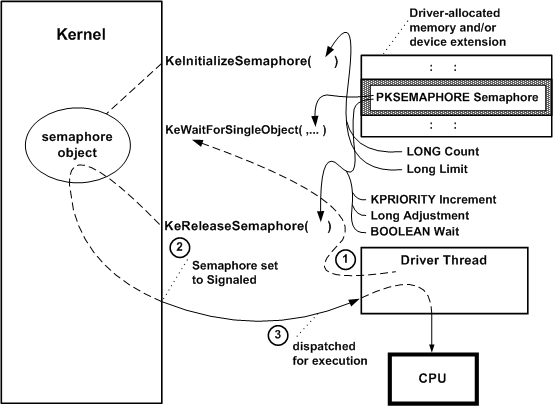 Kernel
Driver-allocated
memory and/or
device extension
KeInitializeSemaphore( )
: :
PKSEMAPHORE Semaphore
: :
semaphore
object
KeWaitForSingleObject( ,... )
LONG Count
Long Limit
KPRIORITY Increment
Long Adjustment
BOOLEAN Wait
KeReleaseSemaphore( )
2
Semaphore set
to Signaled
1
Driver Thread
3
dispatched
for execution
CPU